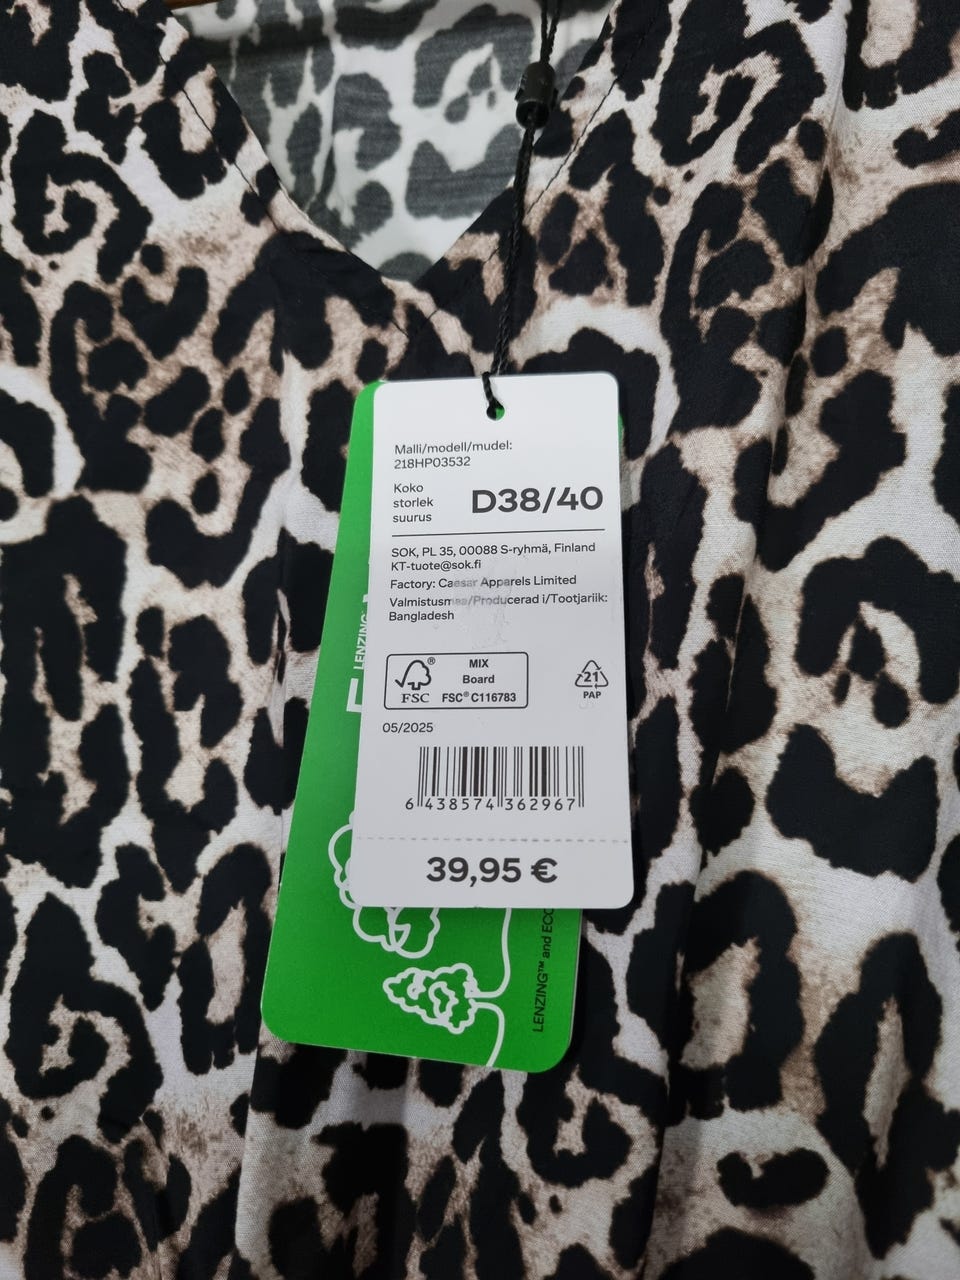 Malli/modell/mudel:
218HP03532
Koko
storlek
suurus
D38/40
SOK, PL 35, 00088 S-ryhmä, Finland
KT-tuote@sok.fi
Factory: Caesar Apparels Limited
Valmistusmaa/Producerad i/Tootjariik:
Bangladesh
FSC®
MIX
Board
FSC® C116783
21
PAP
05/2025
6 438574 362967
39,95 €
LENZING
LENZING™ and ECO